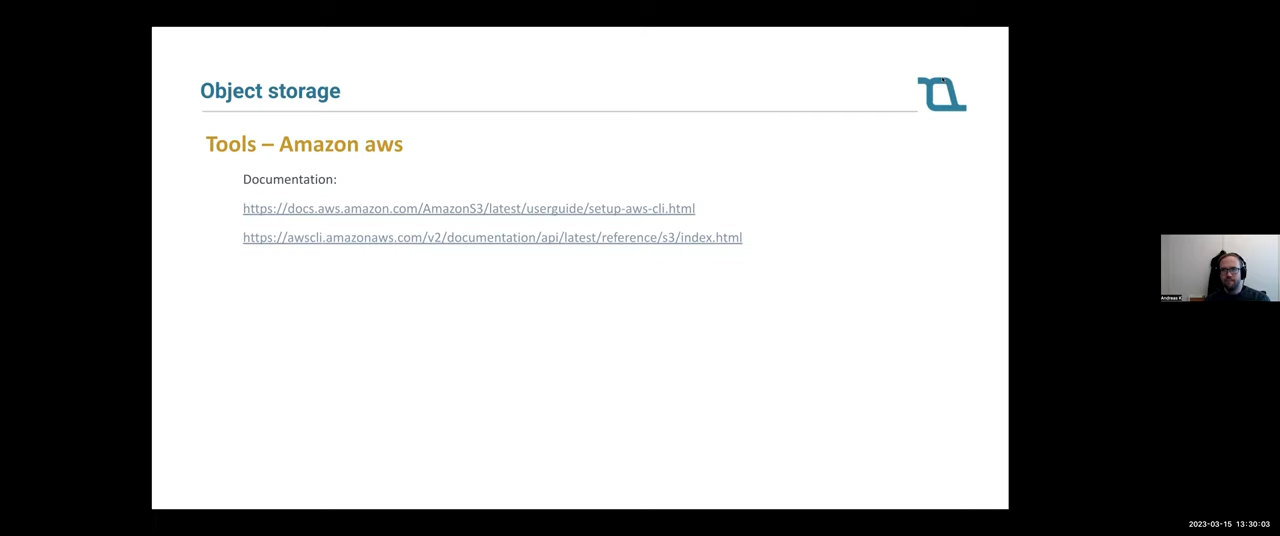 Object storage
Tools – Amazon aws
Documentation:
https://docs.aws.amazon.com/AmazonS3/latest/userguide/setup-aws-cli.html
https://awscli.amazonaws.com/v2/documentation/api/latest/reference/s3/index.html
Andreas K
2023-03-15 13:30:03